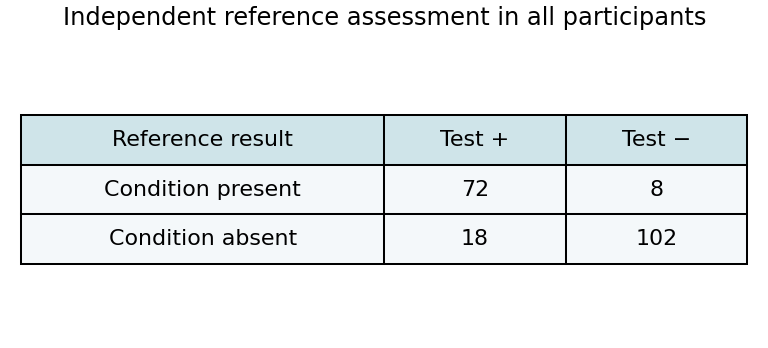 Independent reference assessment in all participants
Reference result Test + Test −
Condition present 72 8
Condition absent 18 102